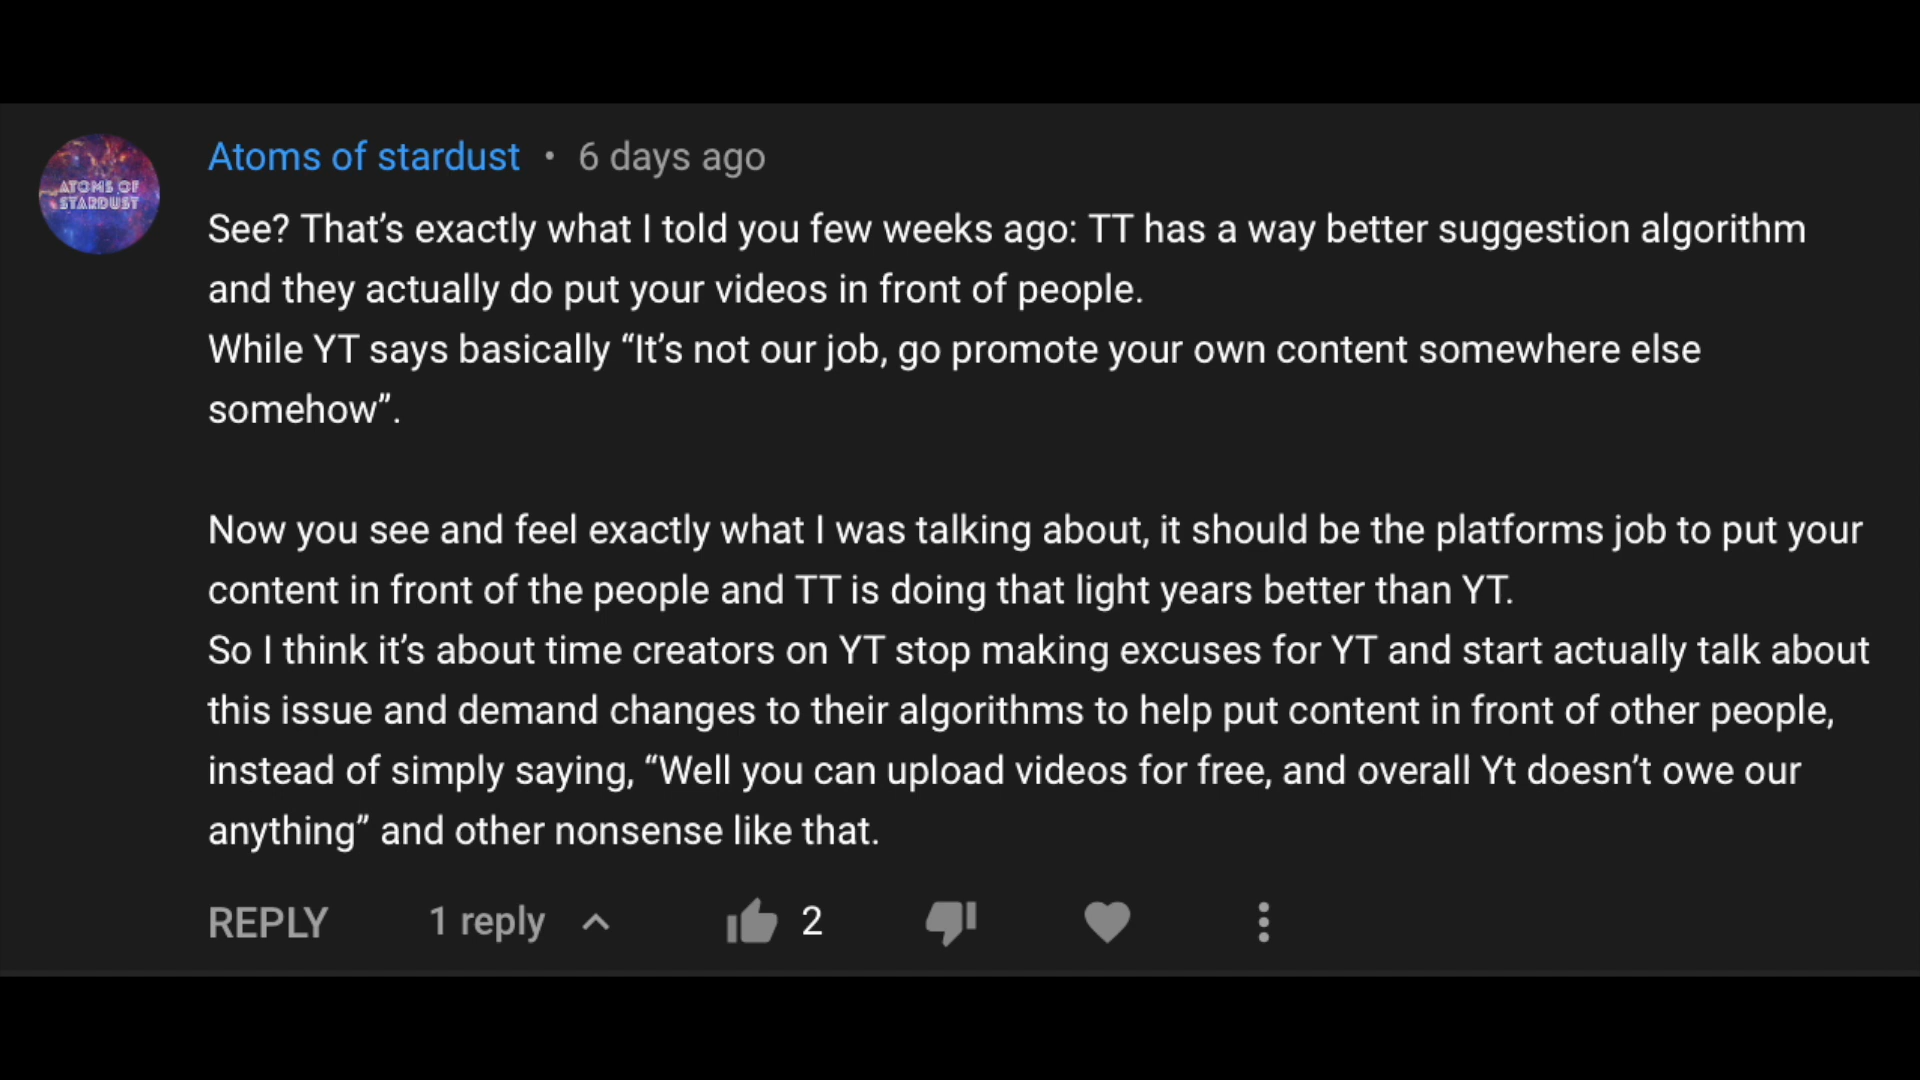 ATOMS OF
STARDUST
Atoms of stardust • 6 days ago
See? That’s exactly what I told you few weeks ago: TT has a way better suggestion algorithm
and they actually do put your videos in front of people.
While YT says basically “It’s not our job, go promote your own content somewhere else
somehow”.
Now you see and feel exactly what I was talking about, it should be the platforms job to put your
content in front of the people and TT is doing that light years better than YT.
So I think it’s about time creators on YT stop making excuses for YT and start actually talk about
this issue and demand changes to their algorithms to help put content in front of other people,
instead of simply saying, “Well you can upload videos for free, and overall Yt doesn’t owe our
anything” and other nonsense like that.
REPLY 1 reply 2